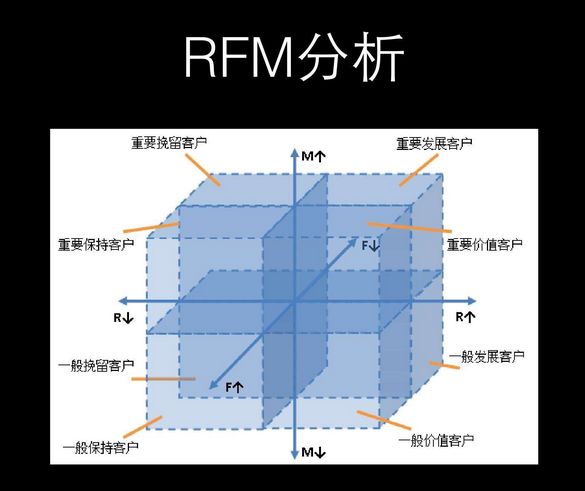 RFM分析
重要挽留客户
M↑
重要发展客户
重要保持客户
F↓
重要价值客户
R↓
R↑
一般挽留客户
一般发展客户
F↑
一般保持客户
M↓
一般价值客户